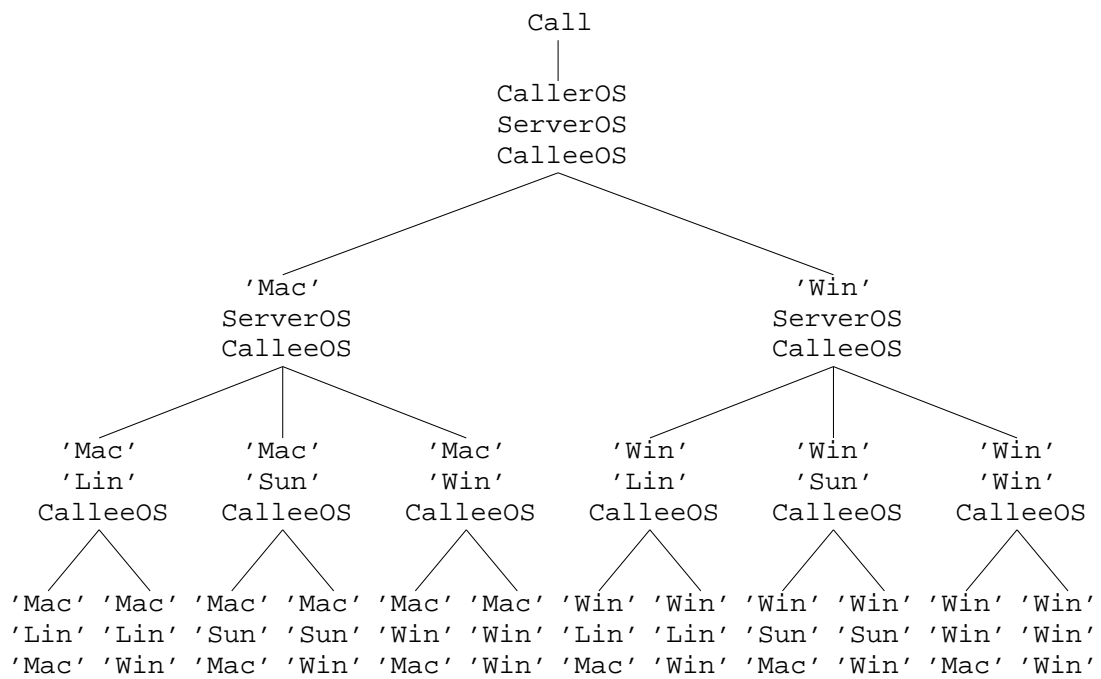 Call
CallerOS
ServerOS
CalleeOS
'Mac' 'Win'
ServerOS ServerOS
CalleeOS CalleeOS
'Mac' 'Mac' 'Mac' 'Win' 'Win' 'Win'
'Lin' 'Sun' 'Win' 'Lin' 'Sun' 'Win'
CalleeOS CalleeOS CalleeOS CalleeOS CalleeOS CalleeOS
'Mac' 'Mac' 'Mac' 'Mac' 'Mac' 'Mac' 'Win' 'Win' 'Win' 'Win' 'Win' 'Win'
'Lin' 'Lin' 'Sun' 'Sun' 'Win' 'Win' 'Lin' 'Lin' 'Sun' 'Sun' 'Win' 'Win'
'Mac' 'Win' 'Mac' 'Win' 'Mac' 'Win' 'Mac' 'Win' 'Mac' 'Win' 'Mac' 'Win'